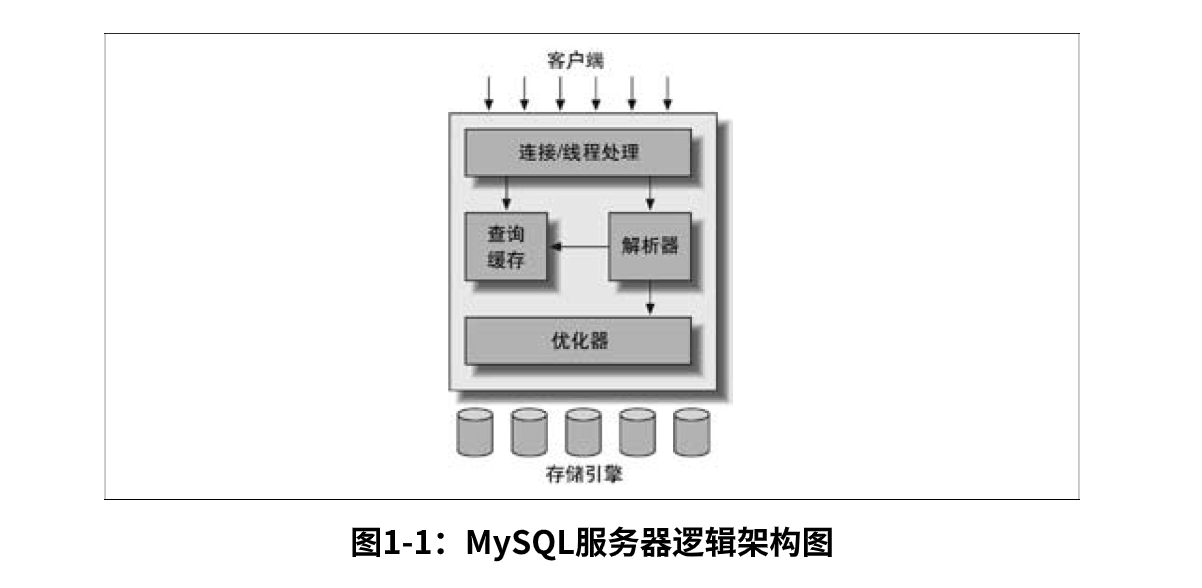 客户端
连接/线程处理
查询
缓存
解析器
优化器
存储引擎
图1-1：MySQL服务器逻辑架构图